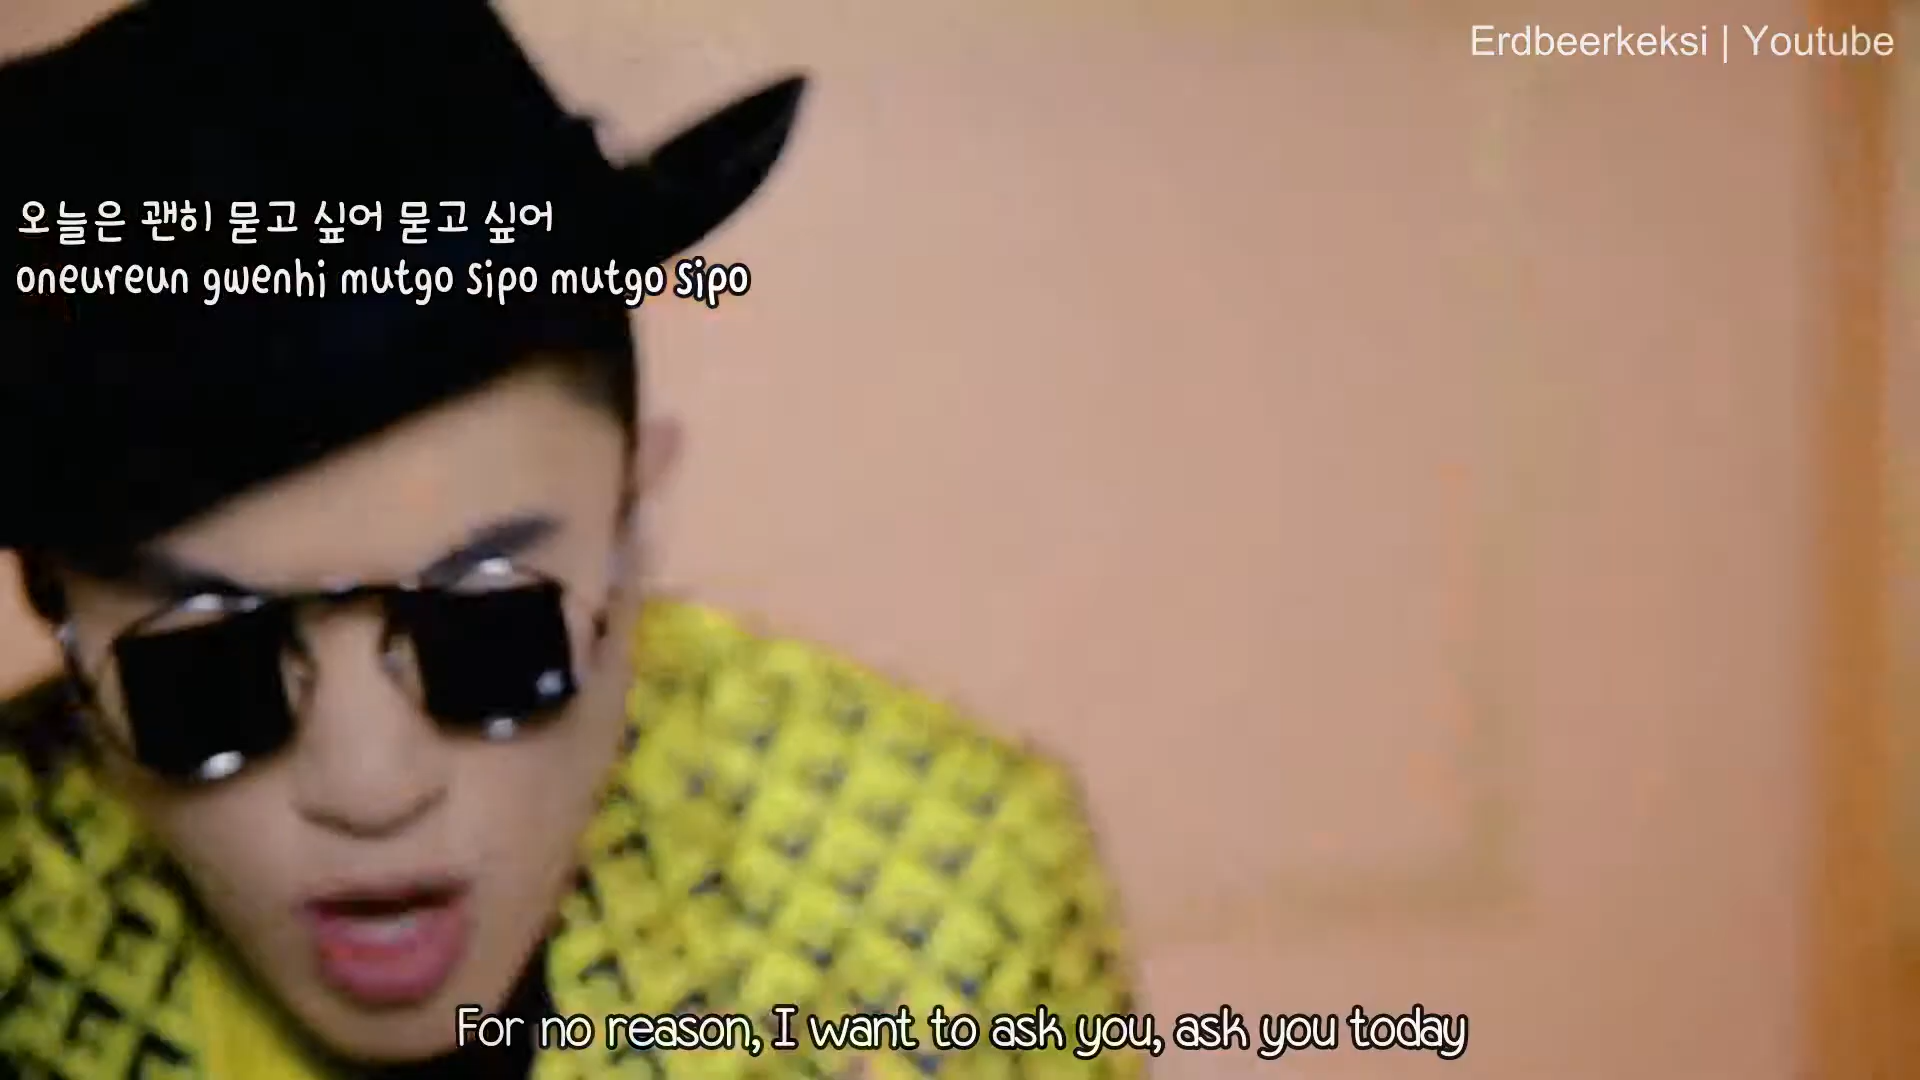 Erdbeerkeksi | Youtube
오늘은 괜히 묻고 싶어 묻고 싶어
oneureun gwenhi mutgo sipo mutgo sipo
For no reason, I want to ask you, ask you today